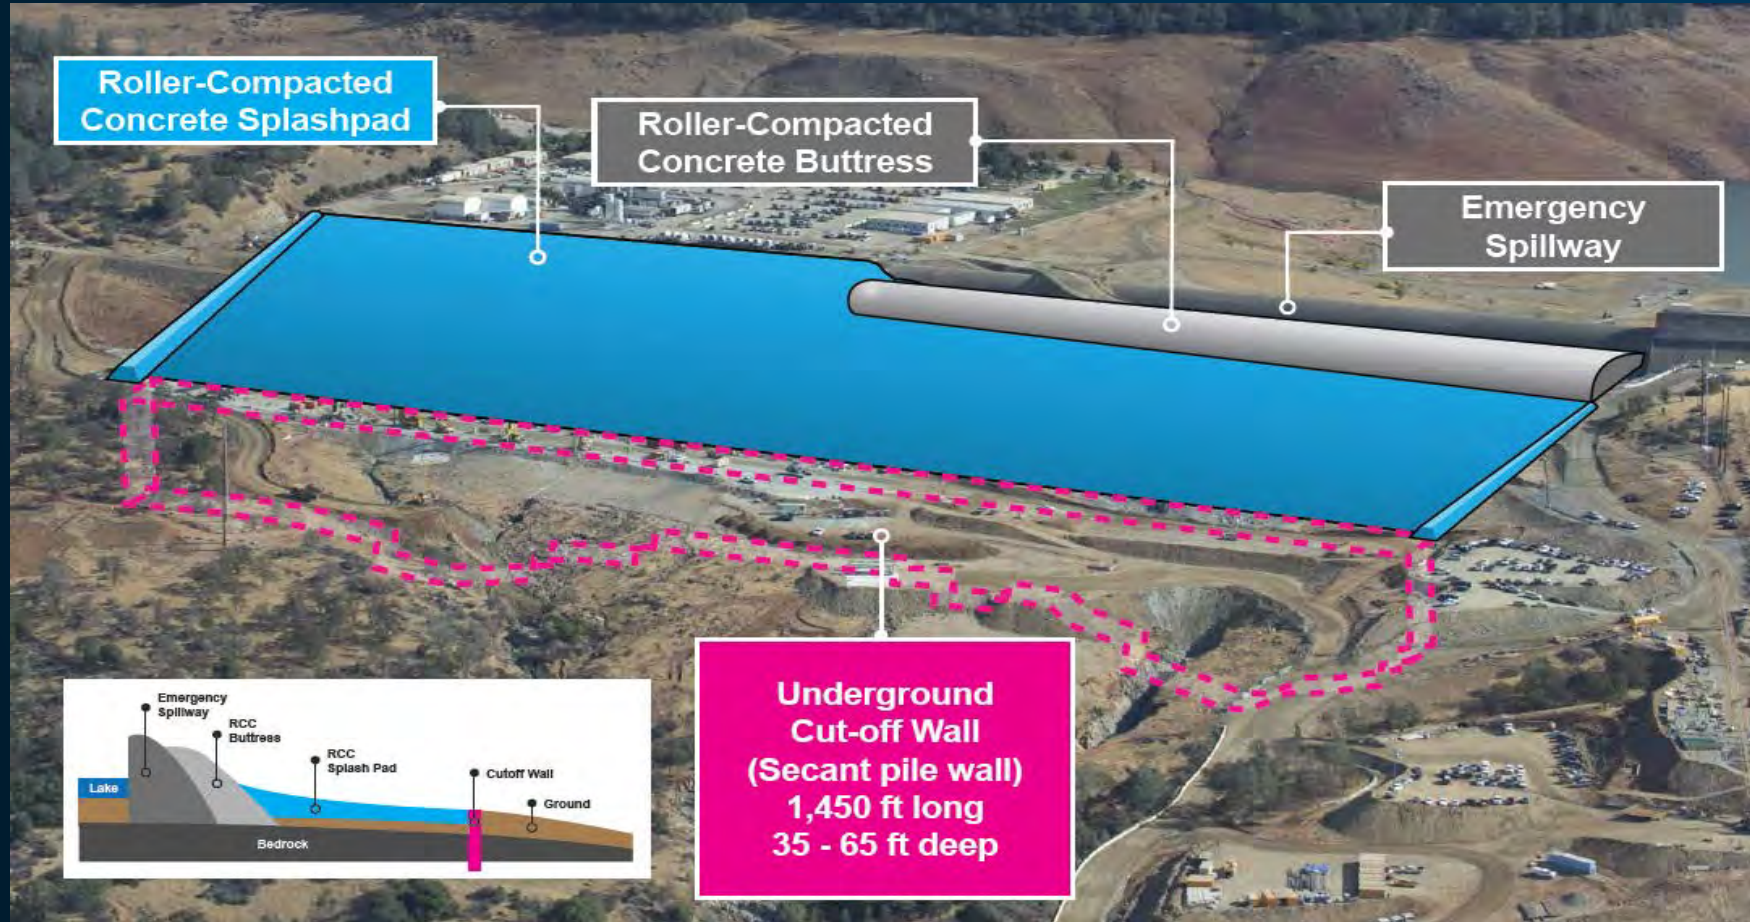 Roller-Compacted
Concrete Splashpad
Roller-Compacted
Concrete Buttress
Emergency
Spillway
Underground
Cut-off Wall
(Secant pile wall)
1,450 ft long
35 - 65 ft deep
Emergency
Spillway
RCC
Buttress
RCC
Splash Pad
Cutoff Wall
Ground
Lake
Bedrock